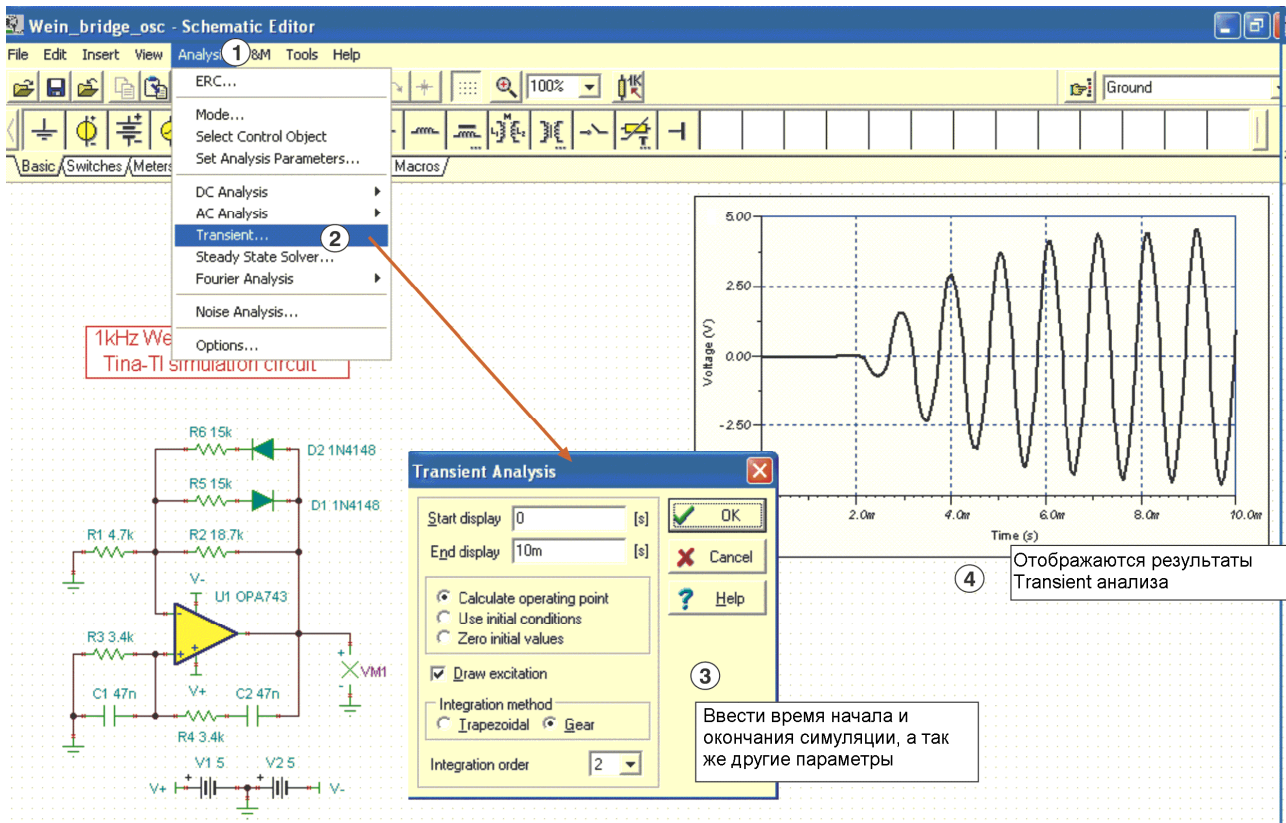 Wein_bridge_osc - Schematic Editor
File Edit Insert View Analysi 1 &M Tools Help
ERC...
100%
1K
Ground
Mode...
Select Control Object
Set Analysis Parameters...
M
Basic Switches Meters Macros
DC Analysis
AC Analysis
Transient... 2
Steady State Solver...
Fourier Analysis
Noise Analysis...
Options...
1kHz We
Tina-TI simulation circuit
5.00
2.50
0.00
-2.50
Voltage (V)
2.0m 4.0m 6.0m 8.0m 10.0m
Time (s)
4
Отображаются результаты
Transient анализа
R6 15k
D2 1N4148
R5 15k
D1 1N4148
R1 4.7k
R2 18.7k
V-
U1 OPA743
-
+
+
R3 3.4k
+
VM1
-
C1 47n
V+
C2 47n
R4 3.4k
V1 5
V2 5
V+
+
+
V-
Transient Analysis
Start display 0 [s]
End display 10m [s]
OK
Cancel
Help
Calculate operating point
Use initial conditions
Zero initial values
Draw excitation
Integration method
Trapezoidal Gear
Integration order 2
3
Ввести время начала и
окончания симуляции, а так
же другие параметры